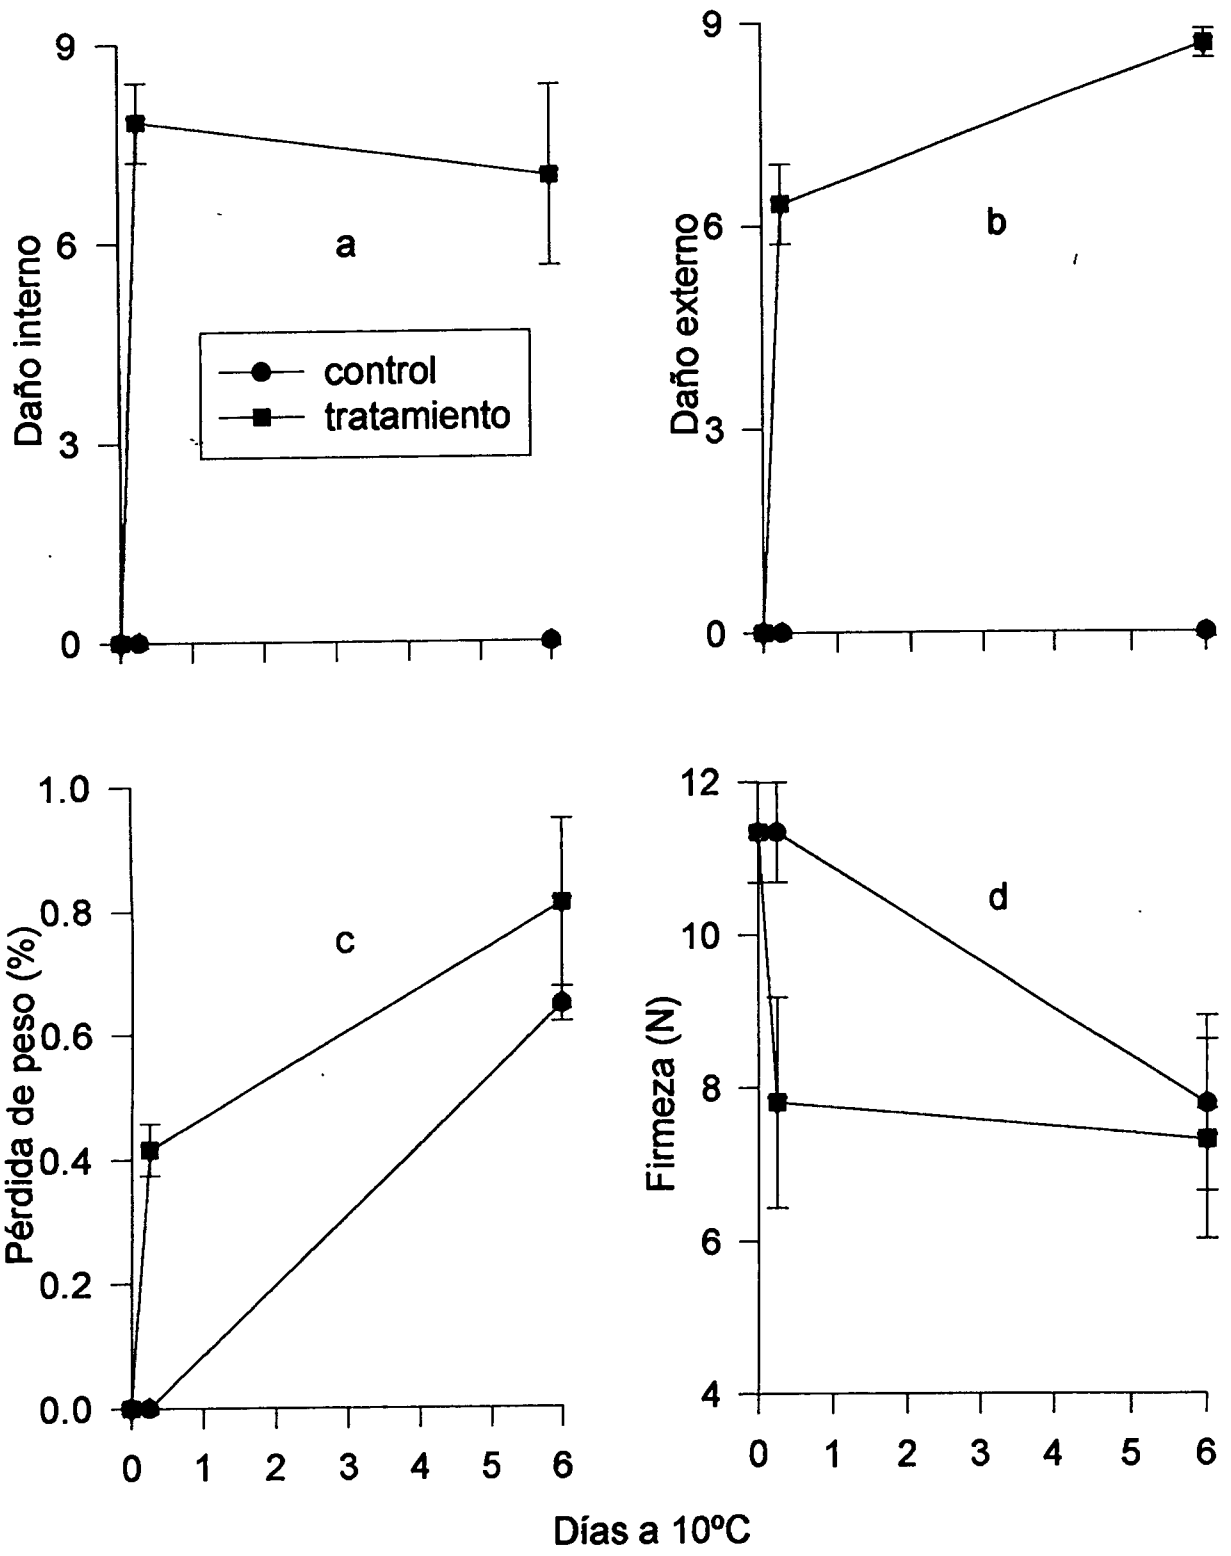 9
6
3
0
Daño interno
a
control
tratamiento
9
6
3
0
Daño externo
b
1.0
0.8
0.6
0.4
0.2
0.0
Pérdida de peso (%)
c
0 1 2 3 4 5 6
12
10
8
6
4
Firmeza (N)
d
0 1 2 3 4 5 6
Días a 10ºC